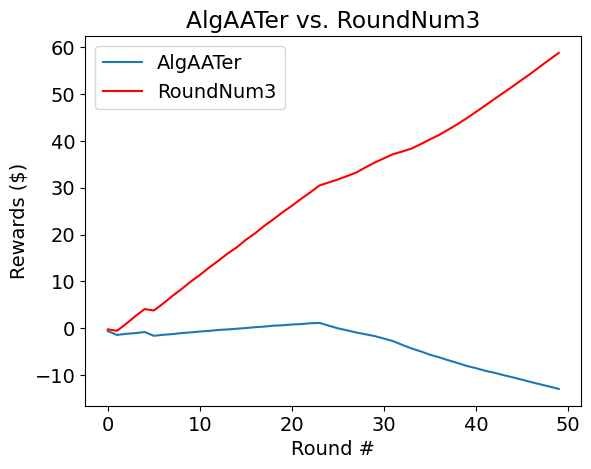 AlgAATer vs. RoundNum3
AlgAATer
RoundNum3
Rewards ($)
60
50
40
30
20
10
0
−10
0 10 20 30 40 50
Round #